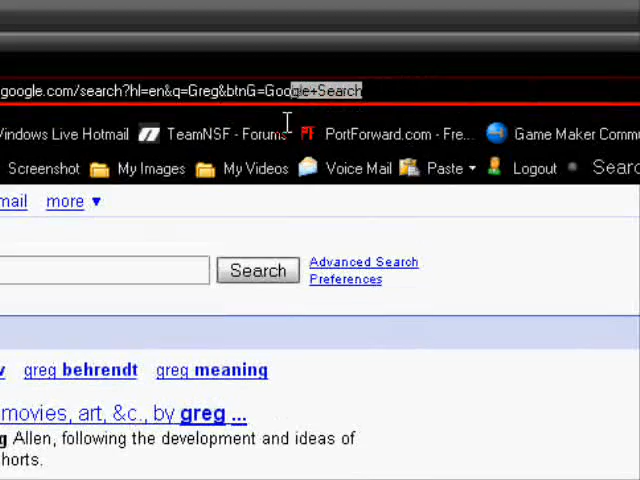 google.com/search?hl=en&q=Greg&btnG=Google+Search
Windows Live Hotmail TeamNSF - Forums PortForward.com - Fre... Game Maker Commu
Screenshot My Images My Videos Voice Mail Paste Logout Searc
mail more ▼
Search Advanced Search
Preferences
v greg behrendt greg meaning
movies, art, &c., by greg ...
g Allen, following the development and ideas of
horts.